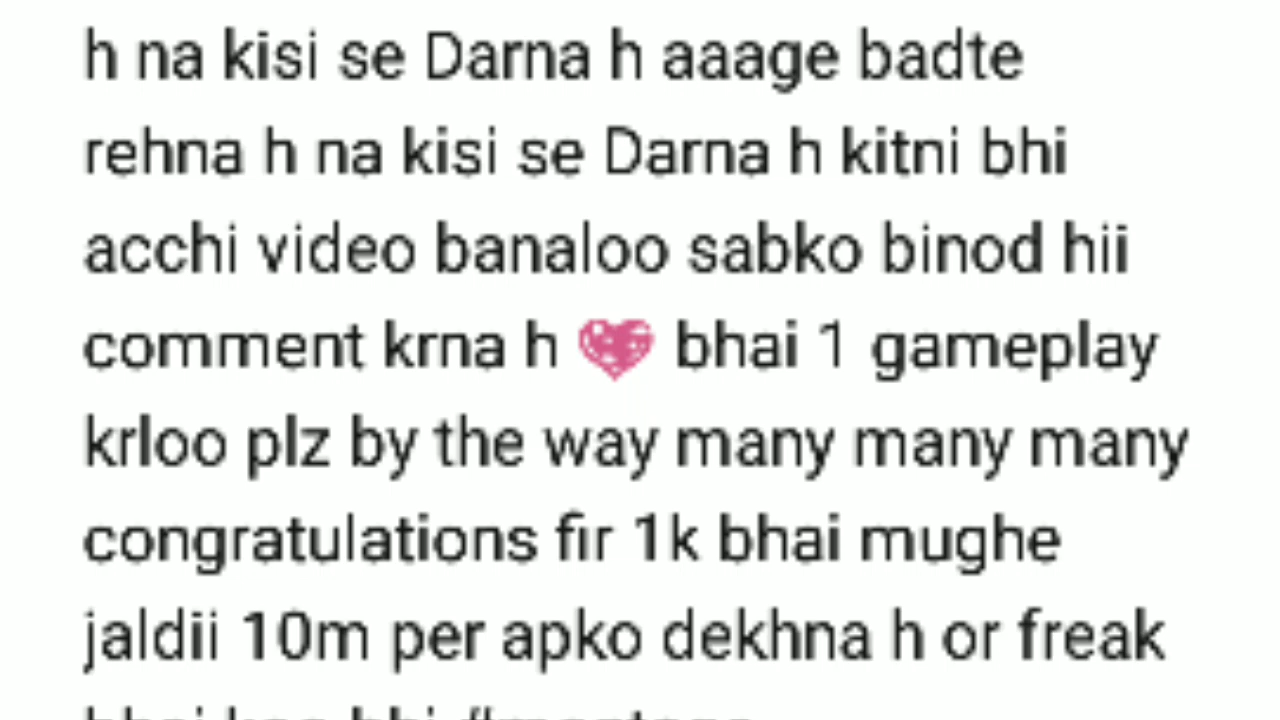 h na kisi se Darna h aaage badte
rehna h na kisi se Darna h kitni bhi
acchi video banaloo sabko binod hii
comment krna h 💖 bhai 1 gameplay
krloo plz by the way many many many
congratulations fir 1k bhai mughe
jaldii 10m per apko dekhna h or freak